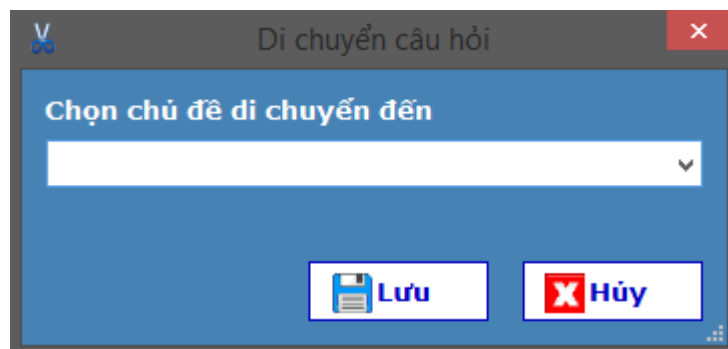 Di chuyển câu hỏi
Chọn chủ đề di chuyển đến
Lưu
Hủy